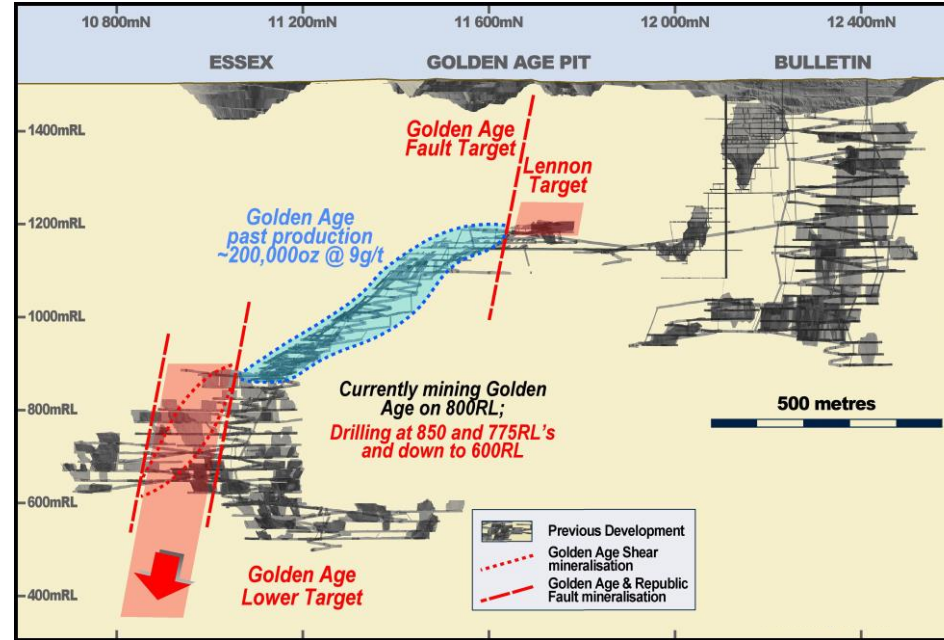 10 800mN
11 200mN
11 600mN
12 000mN
12 400mN
ESSEX
GOLDEN AGE PIT
BULLETIN
1400mRL
1200mRL
1000mRL
800mRL
600mRL
400mRL
Golden Age
Fault Target
Lennon
Target
Golden Age
past production
~200,000oz @ 9g/t
Currently mining Golden
Age on 800RL;
Drilling at 850 and 775RL's
and down to 600RL
500 metres
Golden Age
Lower Target
Previous Development
Golden Age Shear
mineralisation
Golden Age & Republic
Fault mineralisation